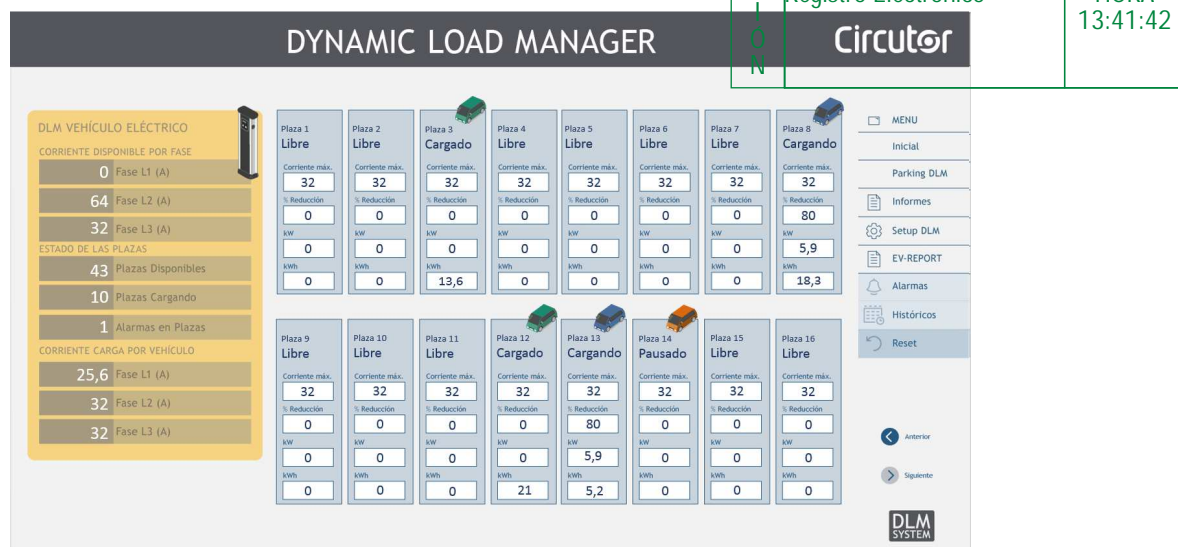 I
O
N
Registro Electrónico
HORA
13:41:42
DYNAMIC LOAD MANAGER
Circutor
DLM VEHÍCULO ELÉCTRICO
CORRIENTE DISPONIBLE POR FASE
0 Fase L1 (A)
64 Fase L2 (A)
32 Fase L3 (A)
ESTADO DE LAS PLAZAS
43 Plazas Disponibles
10 Plazas Cargando
1 Alarmas en Plazas
CORRIENTE CARGA POR VEHÍCULO
25,6 Fase L1 (A)
32 Fase L2 (A)
32 Fase L3 (A)
Plaza 1 Plaza 2 Plaza 3 Plaza 4 Plaza 5 Plaza 6 Plaza 7 Plaza 8
Libre Libre Cargado Libre Libre Libre Libre Cargando
Corriente máx. Corriente máx. Corriente máx. Corriente máx. Corriente máx. Corriente máx. Corriente máx. Corriente máx.
32 32 32 32 32 32 32 32
% Reducción % Reducción % Reducción % Reducción % Reducción % Reducción % Reducción % Reducción
0 0 0 0 0 0 0 80
kW kW kW kW kW kW kW kW
0 0 0 0 0 0 0 5,9
kWh kWh kWh kWh kWh kWh kWh kWh
0 0 13,6 0 0 0 0 18,3
Plaza 9 Plaza 10 Plaza 11 Plaza 12 Plaza 13 Plaza 14 Plaza 15 Plaza 16
Libre Libre Libre Cargado Cargando Pausado Libre Libre
Corriente máx. Corriente máx. Corriente máx. Corriente máx. Corriente máx. Corriente máx. Corriente máx. Corriente máx.
32 32 32 32 32 32 32 32
% Reducción % Reducción % Reducción % Reducción % Reducción % Reducción % Reducción % Reducción
0 0 0 0 80 0 0 0
kW kW kW kW kW kW kW kW
0 0 0 0 5,9 0 0 0
kWh kWh kWh kWh kWh kWh kWh kWh
0 0 0 21 5,2 0 0 0
MENU
Inicial
Parking DLM
Informes
Setup DLM
EV-REPORT
Alarmas
Históricos
Reset
Anterior
Siguiente
DLM
SYSTEM